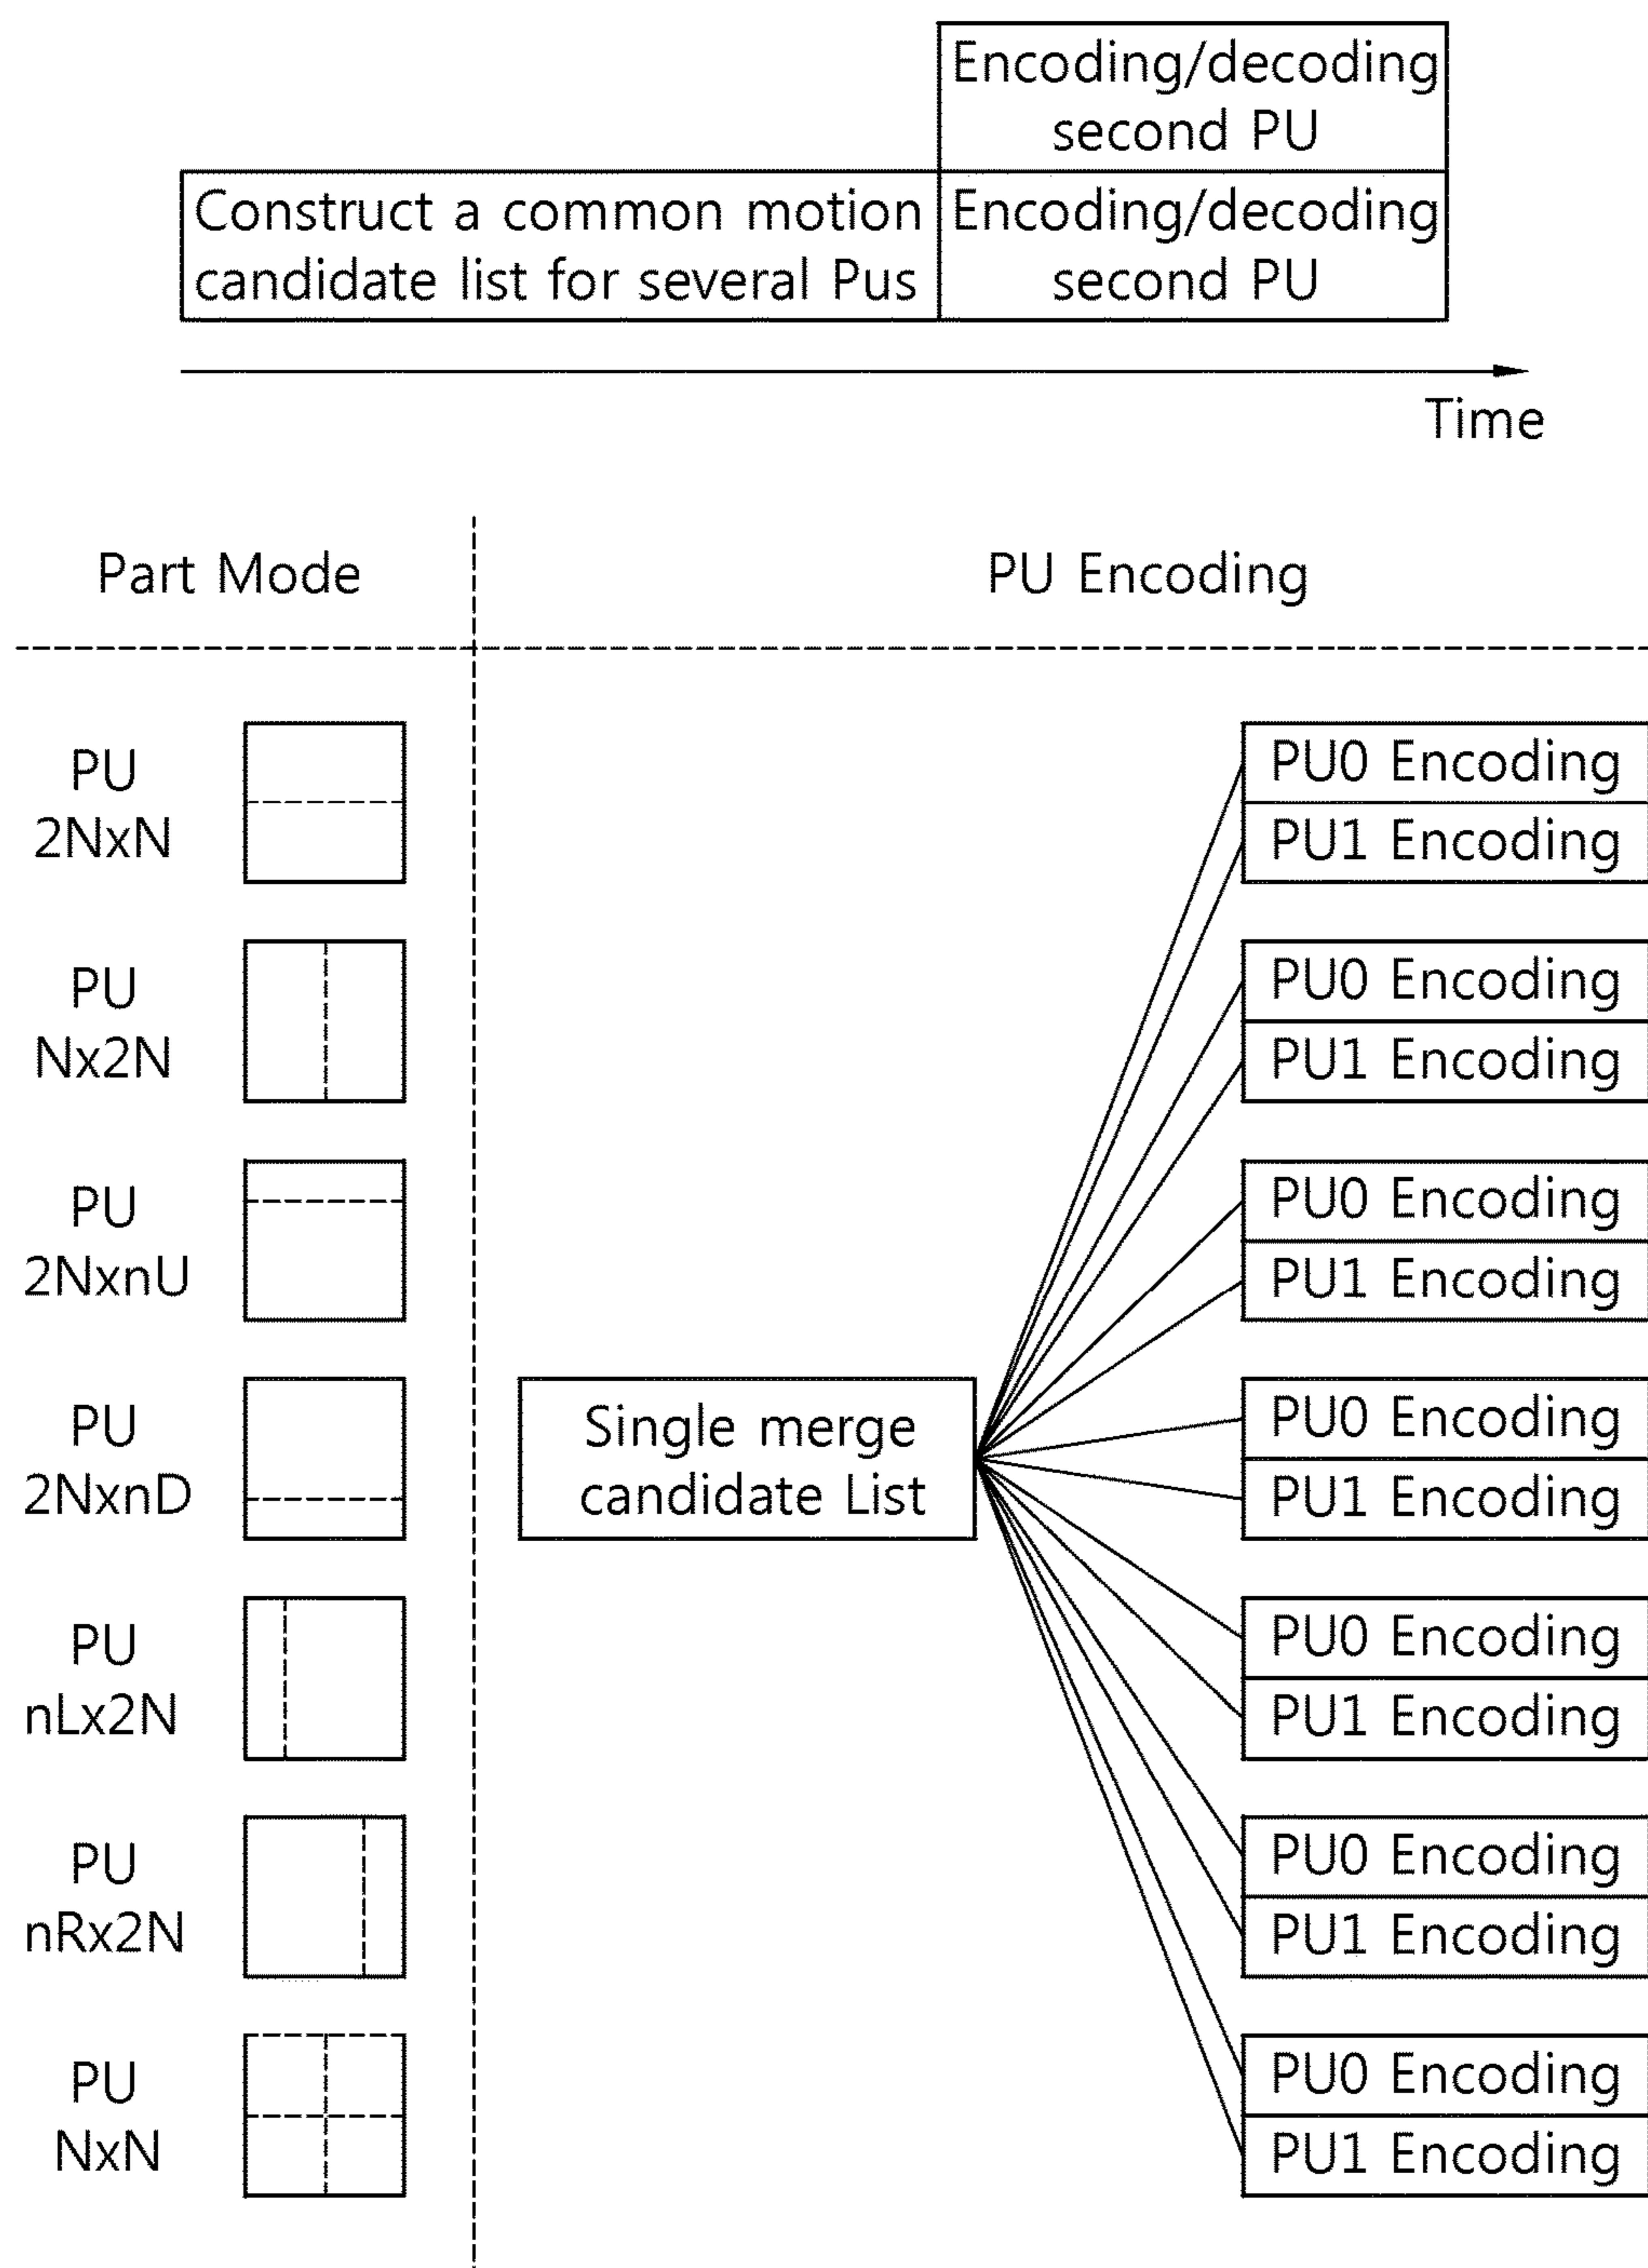 Encoding/decoding
second PU
Construct a common motion
candidate list for several Pus
Encoding/decoding
second PU
Time
Part Mode
PU Encoding
PU
2NxN
PU0 Encoding
PU1 Encoding
PU
Nx2N
PU0 Encoding
PU1 Encoding
PU
2NxnU
PU0 Encoding
PU1 Encoding
PU
2NxnD
Single merge
candidate List
PU0 Encoding
PU1 Encoding
PU
nLx2N
PU0 Encoding
PU1 Encoding
PU
nRx2N
PU0 Encoding
PU1 Encoding
PU
NxN
PU0 Encoding
PU1 Encoding